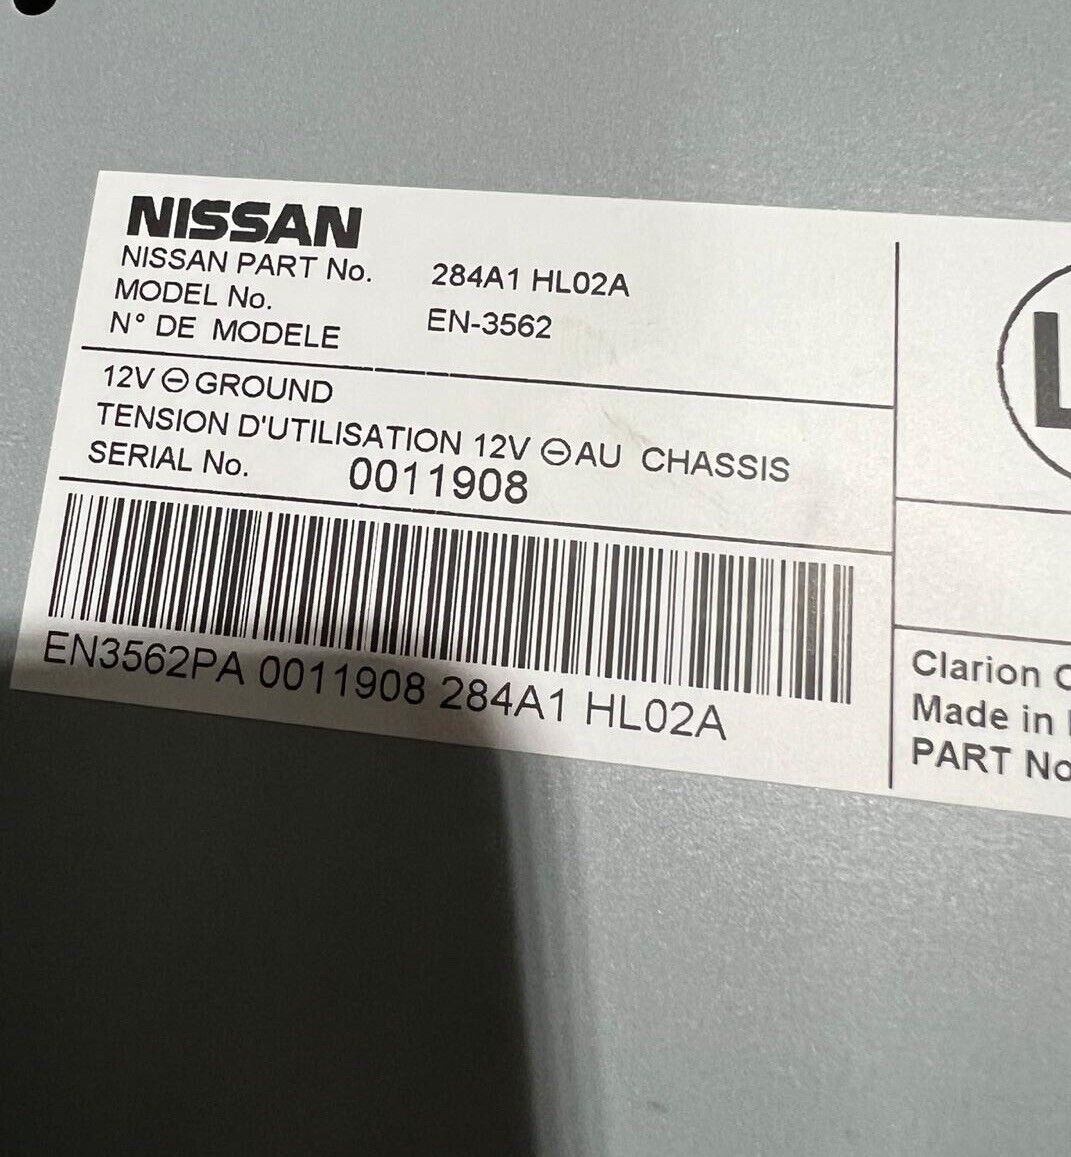 NISSAN
NISSAN PART No. 284A1 HL02A
MODEL No.
N° DE MODELE EN-3562
12V ⊖ GROUND
TENSION D'UTILISATION 12V ⊖ AU CHASSIS
SERIAL No. 0011908
EN3562PA 0011908 284A1 HL02A
L
Clarion C
Made in
PART No